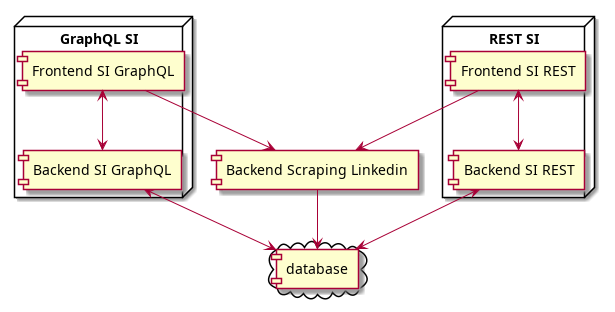 GraphQL SI
REST SI
Frontend SI GraphQL
Frontend SI REST
Backend SI GraphQL
Backend Scraping Linkedin
Backend SI REST
database